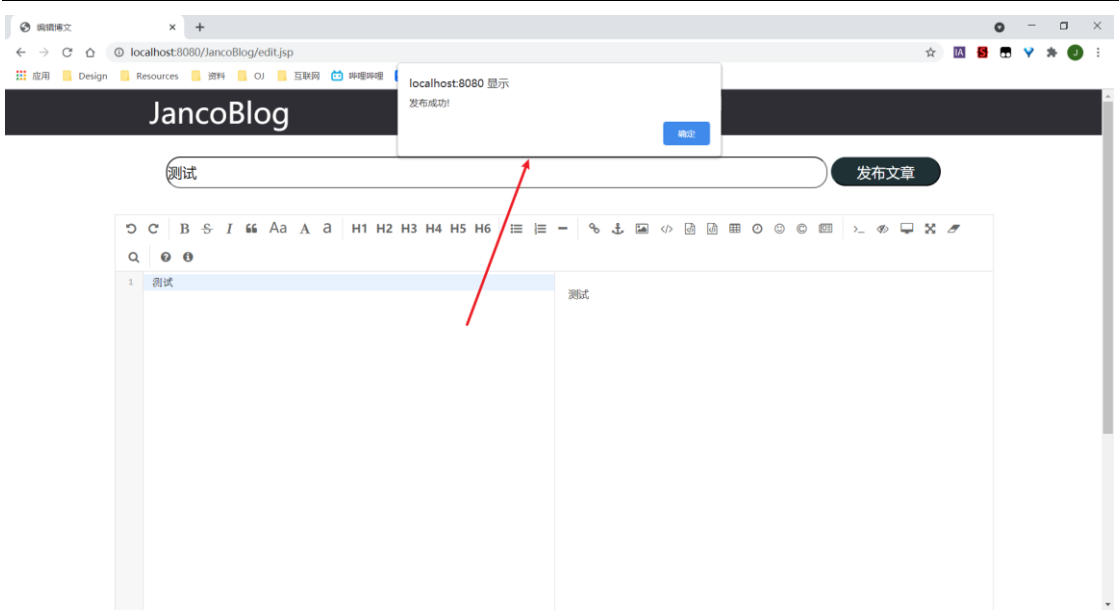 编辑博文
localhost:8080/JancoBlog/edit.jsp
应用 Design Resources 资料 OJ 互联网 哔哩哔哩
localhost:8080 显示
发布成功!
确定
JancoBlog
测试 发布文章
B S I Aa A a H1 H2 H3 H4 H5 H6
1 测试
测试